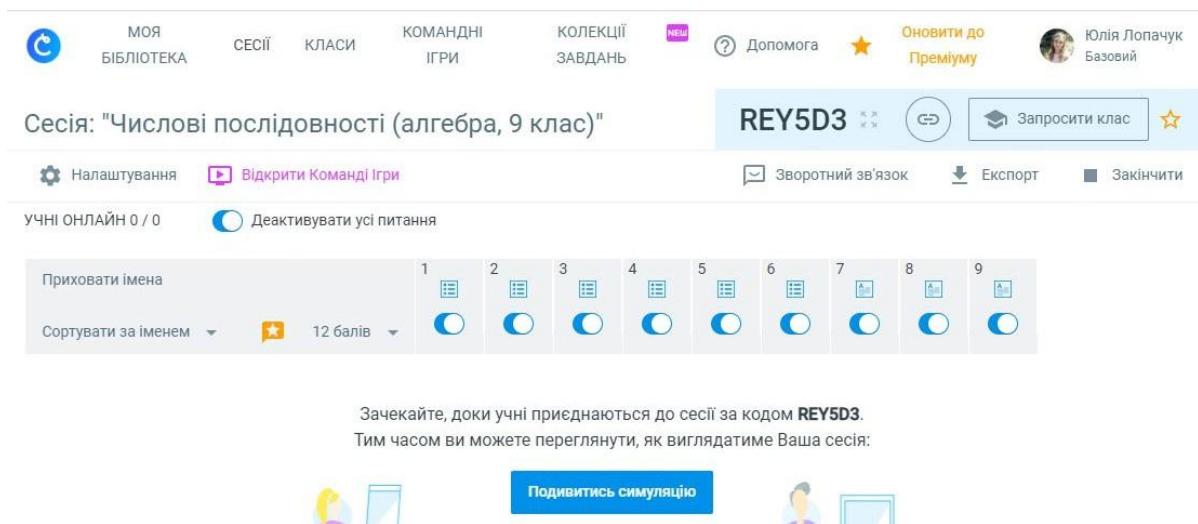 МОЯ БІБЛІОТЕКА СЕСІЇ КЛАСИ КОМАНДНІ ІГРИ КОЛЕКЦІЇ ЗАВДАНЬ NEW Допомога Оновити до Преміуму Юлія Лопачук Базовий
Сесія: "Числові послідовності (алгебра, 9 клас)" REY5D3 Запросити клас
Налаштування Відкрити Команді Ігри Зворотний зв'язок Експорт Закінчити
УЧНІ ОНЛАЙН 0 / 0 Деактивувати усі питання
Приховати імена 1 2 3 4 5 6 7 8 9
Сортувати за іменем 12 балів
Зачекайте, доки учні приєднаються до сесії за кодом REY5D3.
Тим часом ви можете переглянути, як виглядатиме Ваша сесія:
Подивитись симуляцію